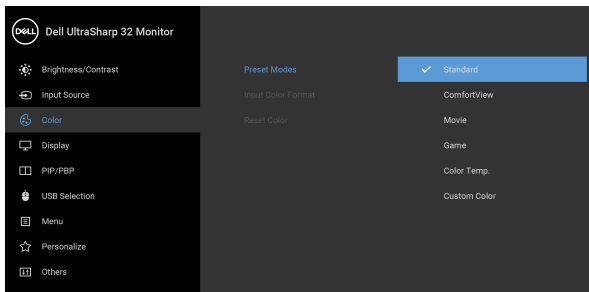 DELL Dell UltraSharp 32 Monitor
Brightness/Contrast
Input Source
Color
Display
PIP/PBP
USB Selection
Menu
Personalize
Others
Preset Modes
Input Color Format
Reset Color
Standard
ComfortView
Movie
Game
Color Temp.
Custom Color